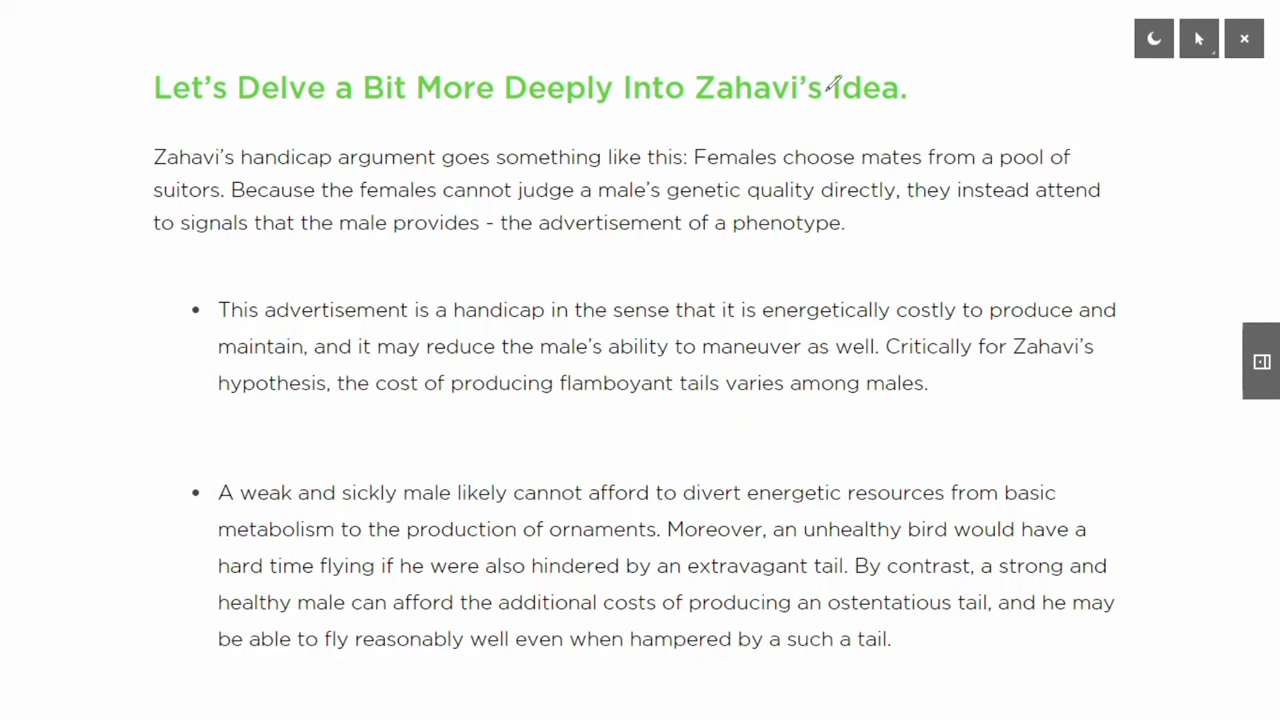 Let's Delve a Bit More Deeply Into Zahavi's Idea.
Zahavi's handicap argument goes something like this: Females choose mates from a pool of
suitors. Because the females cannot judge a male's genetic quality directly, they instead attend
to signals that the male provides - the advertisement of a phenotype.
• This advertisement is a handicap in the sense that it is energetically costly to produce and
maintain, and it may reduce the male's ability to maneuver as well. Critically for Zahavi's
hypothesis, the cost of producing flamboyant tails varies among males.
• A weak and sickly male likely cannot afford to divert energetic resources from basic
metabolism to the production of ornaments. Moreover, an unhealthy bird would have a
hard time flying if he were also hindered by an extravagant tail. By contrast, a strong and
healthy male can afford the additional costs of producing an ostentatious tail, and he may
be able to fly reasonably well even when hampered by a such a tail.